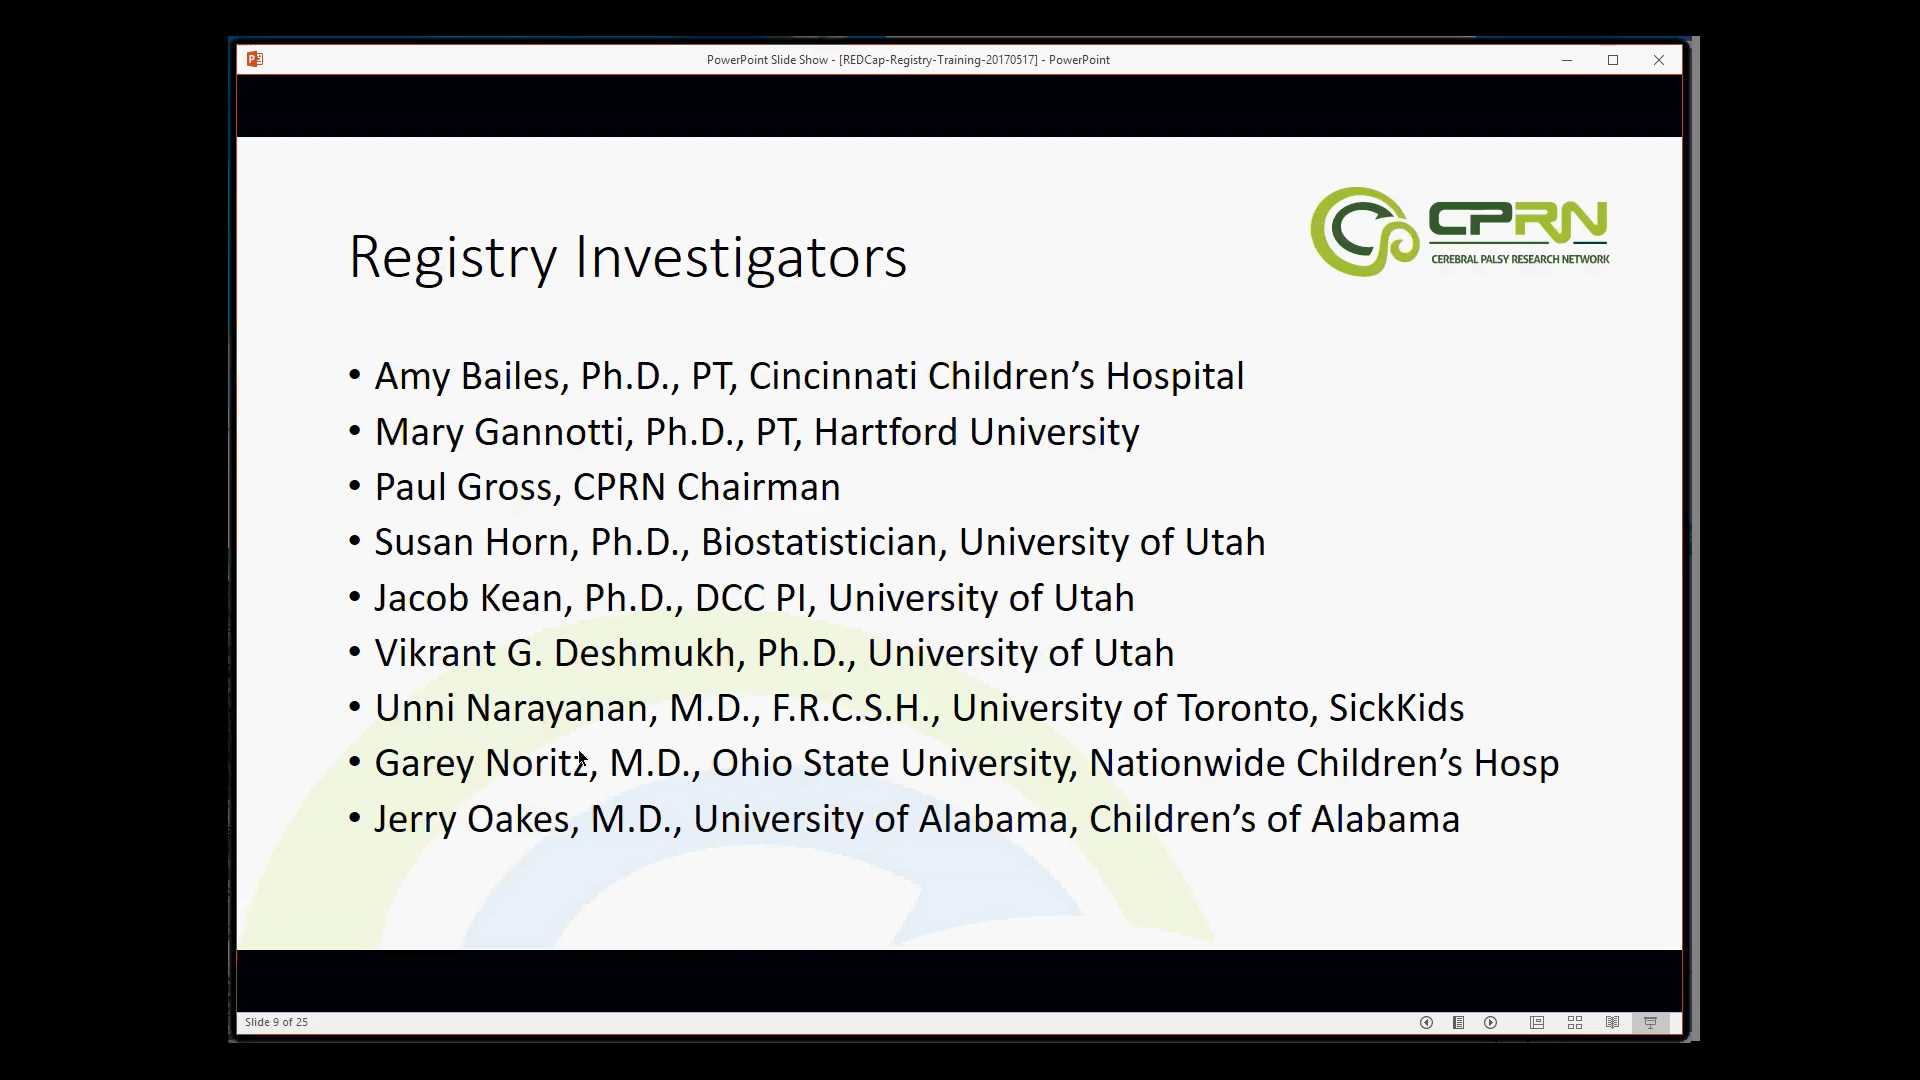 PowerPoint Slide Show - [REDCap-Registry-Training-20170517] - PowerPoint
CPRN
CEREBRAL PALSY RESEARCH NETWORK
Registry Investigators
• Amy Bailes, Ph.D., PT, Cincinnati Children’s Hospital
• Mary Gannotti, Ph.D., PT, Hartford University
• Paul Gross, CPRN Chairman
• Susan Horn, Ph.D., Biostatistician, University of Utah
• Jacob Kean, Ph.D., DCC PI, University of Utah
• Vikrant G. Deshmukh, Ph.D., University of Utah
• Unni Narayanan, M.D., F.R.C.S.H., University of Toronto, SickKids
• Garey Noritz, M.D., Ohio State University, Nationwide Children’s Hosp
• Jerry Oakes, M.D., University of Alabama, Children’s of Alabama
Slide 9 of 25